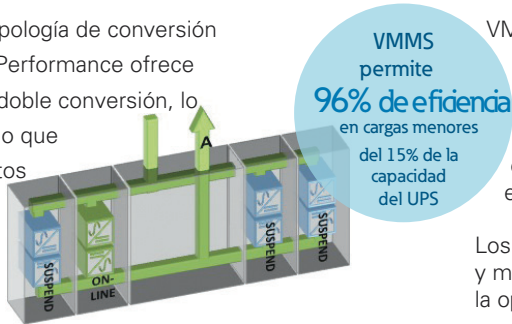 pología de conversión
Performance ofrece
doble conversión, lo
o que
tos
VMMS
permite
96% de eficiencia
en cargas menores
del 15% de la
capacidad
del UPS
A
SUSPEND
ON-
LINE
SUSPEND
SUSPEND
VM
Los
y m
la op